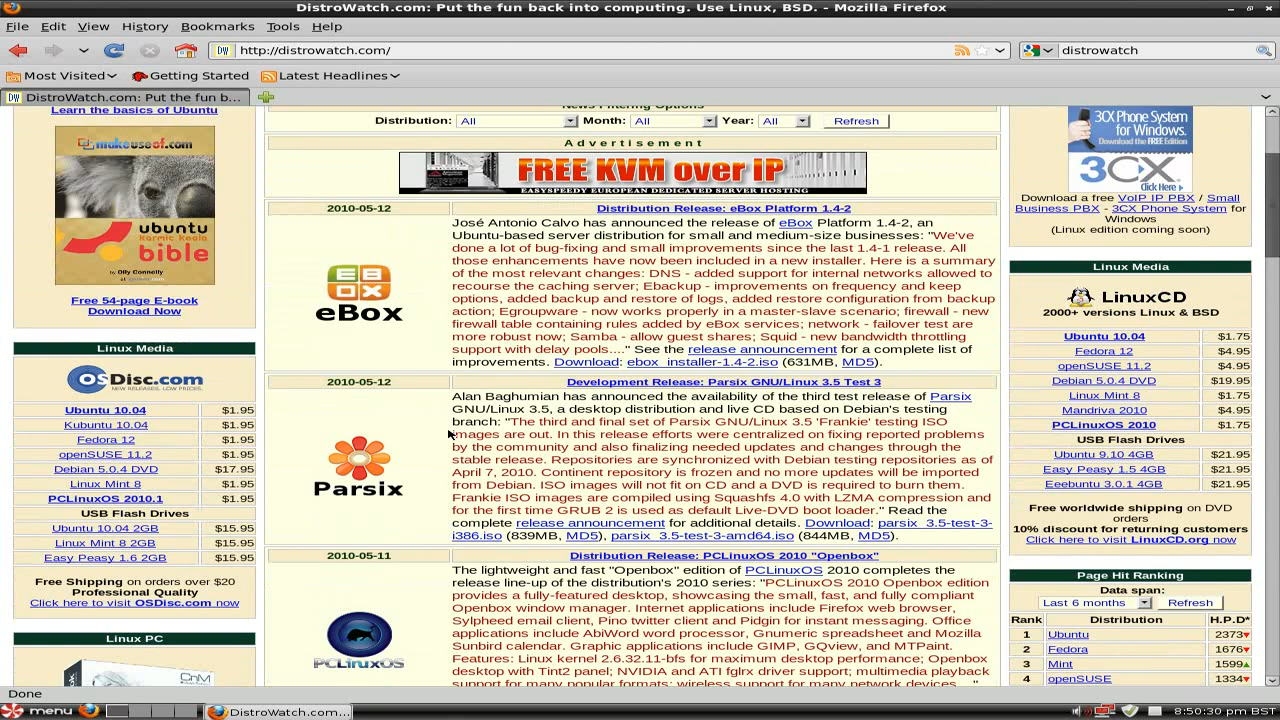 DistroWatch.com: Put the fun back into computing. Use Linux, BSD. - Mozilla Firefox
File Edit View History Bookmarks Tools Help
DW http://distrowatch.com/
distrowatch
Most Visited Getting Started Latest Headlines
DW DistroWatch.com: Put the fun b...
Learn the basics of Ubuntu
makeuseof.com
ubuntu
karmic koala
bible
by Olly Connelly
Free 54-page E-book
Download Now
Linux Media
OSDisc.com
NEW RELEASES, LOW PRICES.
Ubuntu 10.04 $1.95
Kubuntu 10.04 $1.95
Fedora 12 $1.95
openSUSE 11.2 $1.95
Debian 5.0.4 DVD $17.95
Linux Mint 8 $1.95
PCLinuxOS 2010.1 $1.95
USB Flash Drives
Ubuntu 10.04 2GB $15.95
Linux Mint 8 2GB $15.95
Easy Peasy 1.6 2GB $15.95
Free Shipping on orders over $20
Professional Quality
Click here to visit OSDisc.com now
Linux PC
News Filtering Options
Distribution: All Month: All Year: All Refresh
Advertisement
FREE KVM over IP
EASYSPEEDY EUROPEAN DEDICATED SERVER HOSTING
2010-05-12 Distribution Release: eBox Platform 1.4-2
eBox
José Antonio Calvo has announced the release of eBox Platform 1.4-2, an
Ubuntu-based server distribution for small and medium-size businesses: "We've
done a lot of bug-fixing and small improvements since the last 1.4-1 release. All
those enhancements have now been included in a new installer. Here is a summary
of the most relevant changes: DNS - added support for internal networks allowed to
recourse the caching server; Ebackup - improvements on frequency and keep
options, added backup and restore of logs, added restore configuration from backup
action; Egroupware - now works properly in a master-slave scenario; firewall - new
firewall table containing rules added by eBox services; network - failover test are
more robust now; Samba - allow guest shares; Squid - new bandwidth throttling
support with delay pools...." See the release announcement for a complete list of
improvements. Download: ebox_installer-1.4-2.iso (631MB, MD5).
2010-05-12 Development Release: Parsix GNU/Linux 3.5 Test 3
Parsix
Alan Baghumian has announced the availability of the third test release of Parsix
GNU/Linux 3.5, a desktop distribution and live CD based on Debian's testing
branch: "The third and final set of Parsix GNU/Linux 3.5 'Frankie' testing ISO
images are out. In this release efforts were centralized on fixing reported problems
by the community and also finalizing needed updates and changes through the
stable release. Repositories are synchronized with Debian testing repositories as of
April 7, 2010. Continent repository is frozen and no more updates will be imported
from Debian. ISO images will not fit on CD and a DVD is required to burn them.
Frankie ISO images are compiled using Squashfs 4.0 with LZMA compression and
for the first time GRUB 2 is used as default Live-DVD boot loader." Read the
complete release announcement for additional details. Download: parsix_3.5-test-3-
i386.iso (839MB, MD5), parsix_3.5-test-3-amd64.iso (844MB, MD5).
2010-05-11 Distribution Release: PCLinuxOS 2010 "Openbox"
PCLinuxOS
The lightweight and fast "Openbox" edition of PCLinuxOS 2010 completes the
release line-up of the distribution's 2010 series: "PCLinuxOS 2010 Openbox edition
provides a fully-featured desktop, showcasing the small, fast, and fully compliant
Openbox window manager. Internet applications include Firefox web browser,
Sylpheed email client, Pino twitter client and Pidgin for instant messaging. Office
applications include AbiWord word processor, Gnumeric spreadsheet and Mozilla
Sunbird calendar. Graphic applications include GIMP, GQview, and MTPaint.
Features: Linux kernel 2.6.32.11-bfs for maximum desktop performance; Openbox
desktop with Tint2 panel; NVIDIA and ATI fglrx driver support; multimedia playback
support for many popular formats; wireless support for many network devices...."
3CX Phone System
for Windows.
Download the FREE Edition
3CX
Click Here
Download a free VoIP IP PBX / Small
Business PBX - 3CX Phone System for
Windows
(Linux edition coming soon)
Linux Media
LinuxCD
2000+ versions Linux & BSD
Ubuntu 10.04 $1.75
Fedora 12 $4.95
openSUSE 11.2 $4.95
Debian 5.0.4 DVD $19.95
Linux Mint 8 $1.75
Mandriva 2010 $4.95
PCLinuxOS 2010 $1.75
USB Flash Drives
Ubuntu 9.10 4GB $21.95
Easy Peasy 1.5 4GB $21.95
Eeebuntu 3.0.1 4GB $21.95
Free worldwide shipping on DVD
orders
10% discount for returning customers
Click here to visit LinuxCD.org now
Page Hit Ranking
Data span:
Last 6 months Refresh
Rank Distribution H.P.D*
1 Ubuntu 2373
2 Fedora 1676
3 Mint 1599
4 openSUSE 1334
Done
menu DistroWatch.com:... 8:50:30 pm BST